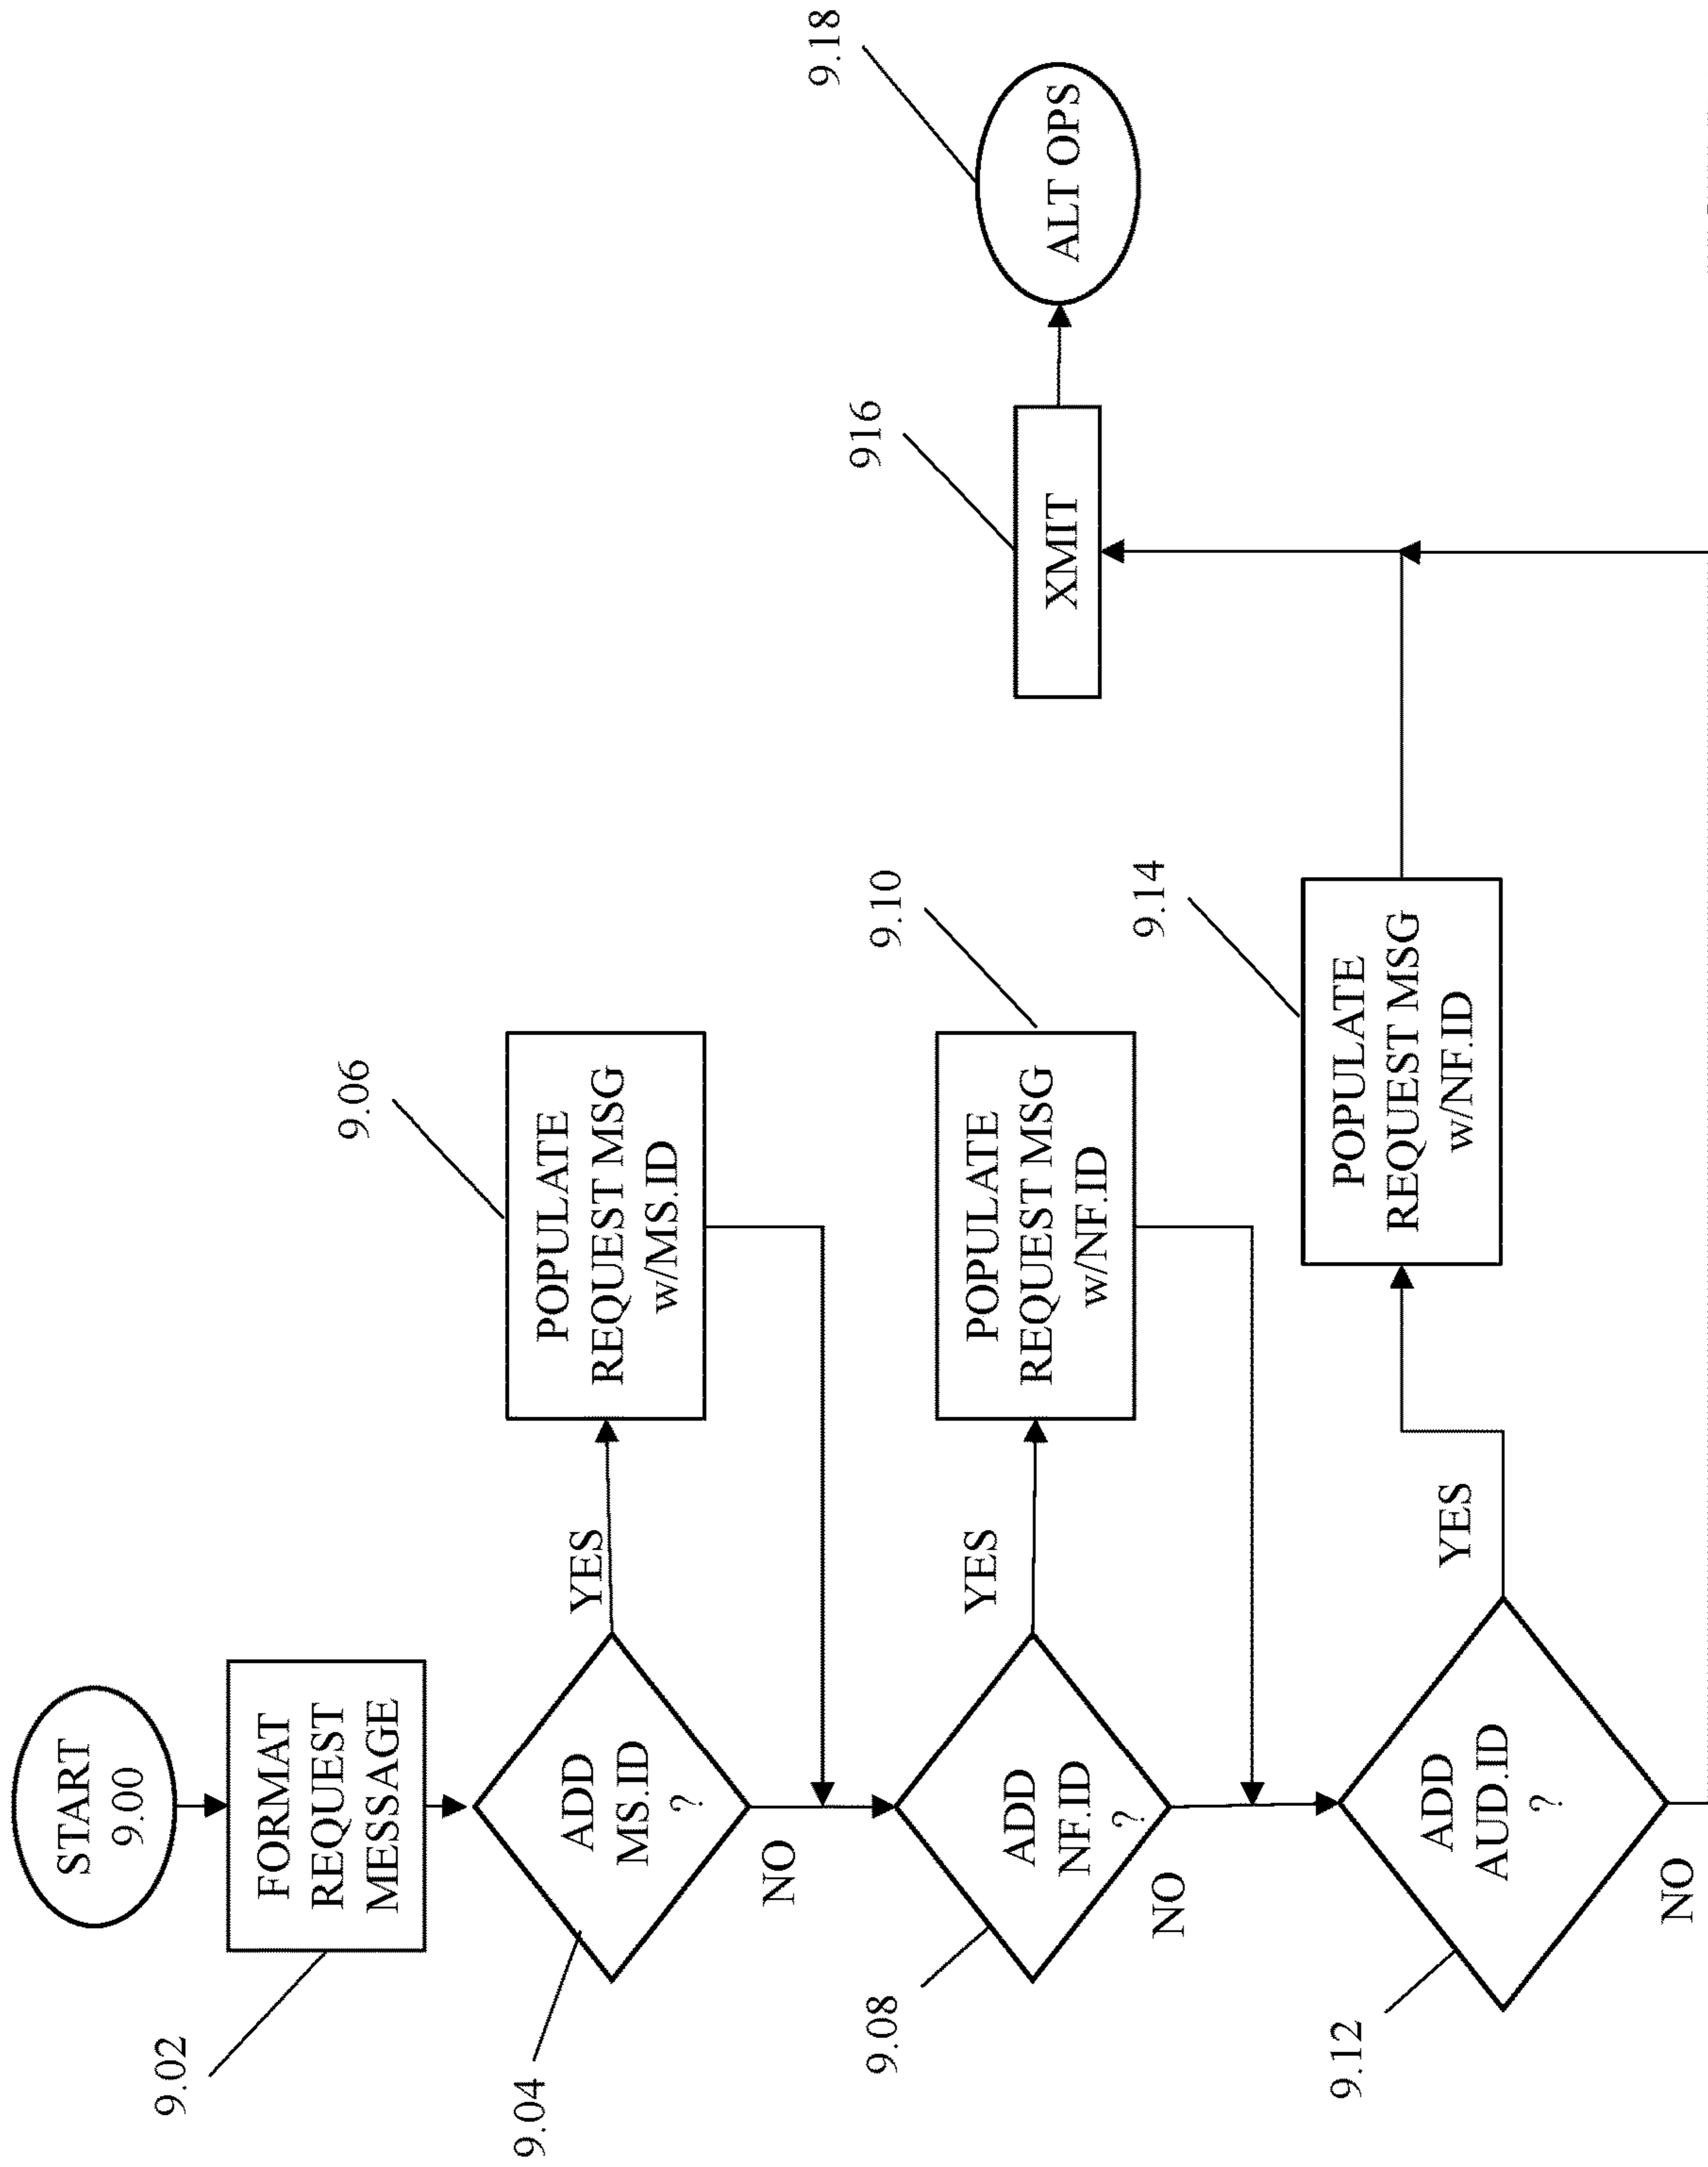 START
9.00
9.02
FORMAT
REQUEST
MESSAGE
9.04
ADD
MS.ID
?
YES
NO
9.06
POPULATE
REQUEST MSG
w/MS.ID
9.08
ADD
NF.ID
?
YES
NO
9.10
POPULATE
REQUEST MSG
w/NF.ID
9.12
ADD
AUD.ID
?
YES
NO
9.14
POPULATE
REQUEST MSG
w/NF.ID
916
XMIT
9.18
ALT OPS